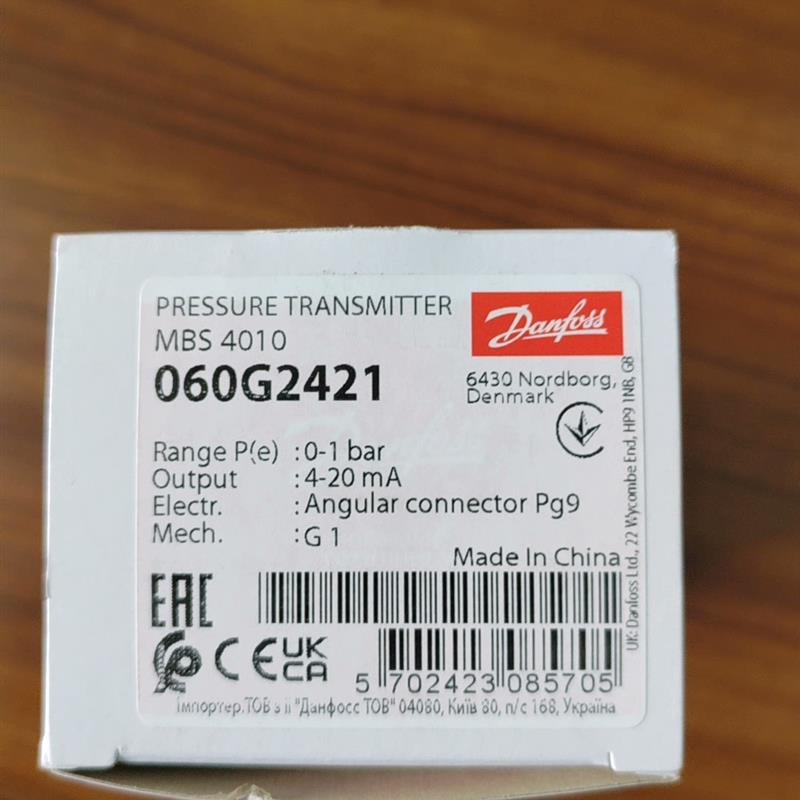 PRESSURE TRANSMITTER
MBS 4010
060G2421
Danfoss
6430 Nordborg,
Denmark
Range P(e) : 0-1 bar
Output : 4-20 mA
Electr. : Angular connector Pg9
Mech. : G 1
Made In China
EAC
CE UK
CA
5 702423 085705
Імпортер.ТОВ з ії "Данфосс ТОВ" 04080, Київ 80, п/с 168, Україна
UK: Danfoss Ltd., 22 Wycombe End, HP9 1NB, GB